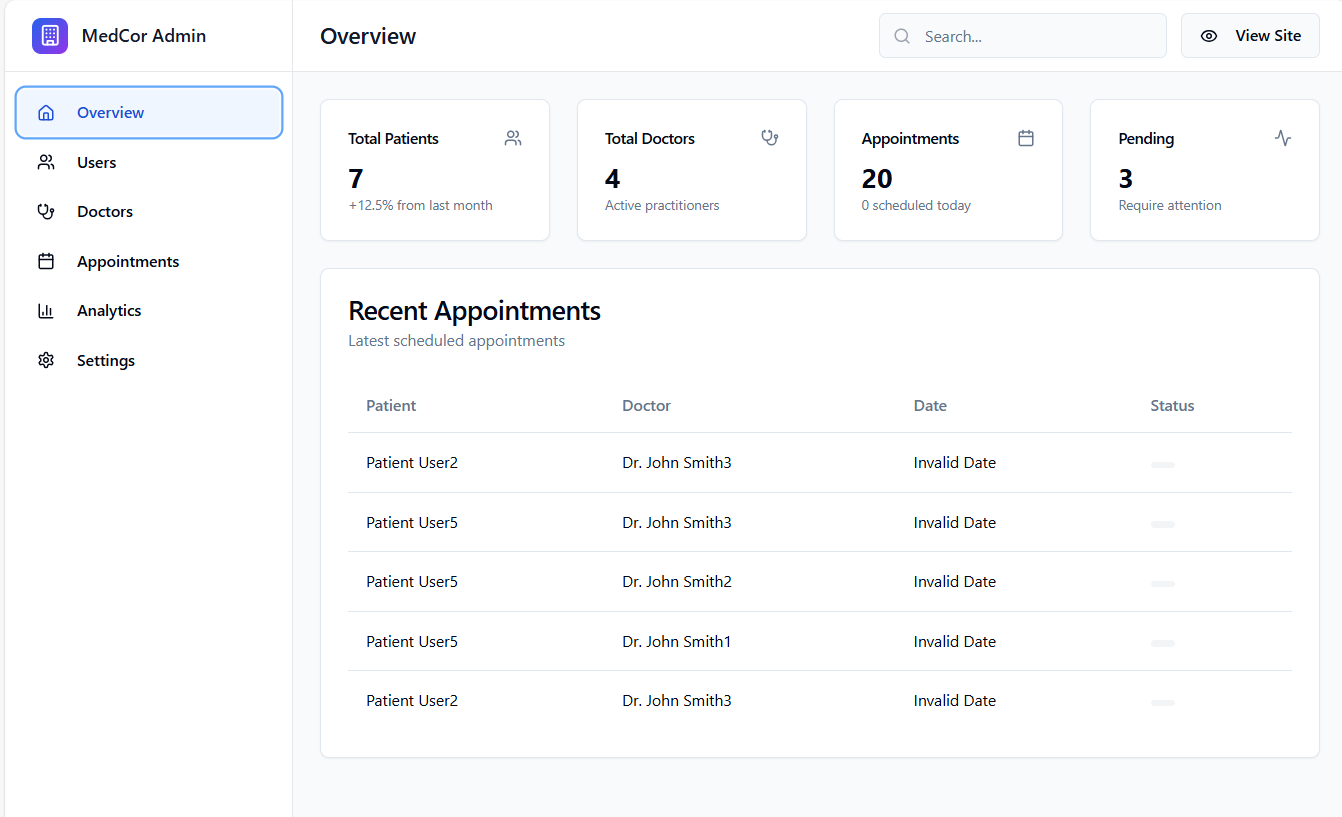 MedCor Admin
Overview
Search...
View Site
Overview
Users
Doctors
Appointments
Analytics
Settings
Total Patients
7
+12.5% from last month
Total Doctors
4
Active practitioners
Appointments
20
0 scheduled today
Pending
3
Require attention
Recent Appointments
Latest scheduled appointments
Patient Doctor Date Status
Patient User2 Dr. John Smith3 Invalid Date
Patient User5 Dr. John Smith3 Invalid Date
Patient User5 Dr. John Smith2 Invalid Date
Patient User5 Dr. John Smith1 Invalid Date
Patient User2 Dr. John Smith3 Invalid Date